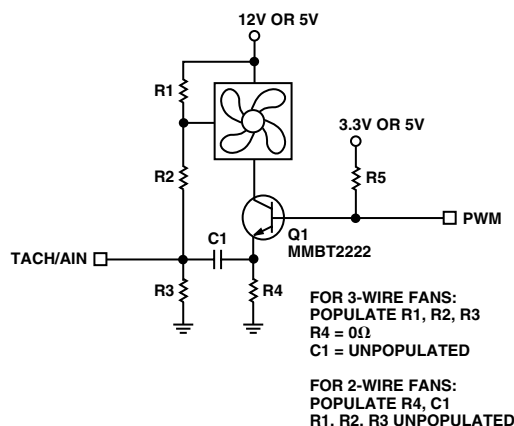 12V OR 5V
R1
3.3V OR 5V
R2
R5
PWM
C1
Q1
MMBT2222
TACH/AIN
R3
R4
FOR 3-WIRE FANS:
POPULATE R1, R2, R3
R4 = 0Ω
C1 = UNPOPULATED
FOR 2-WIRE FANS:
POPULATE R4, C1
R1, R2, R3 UNPOPULATED